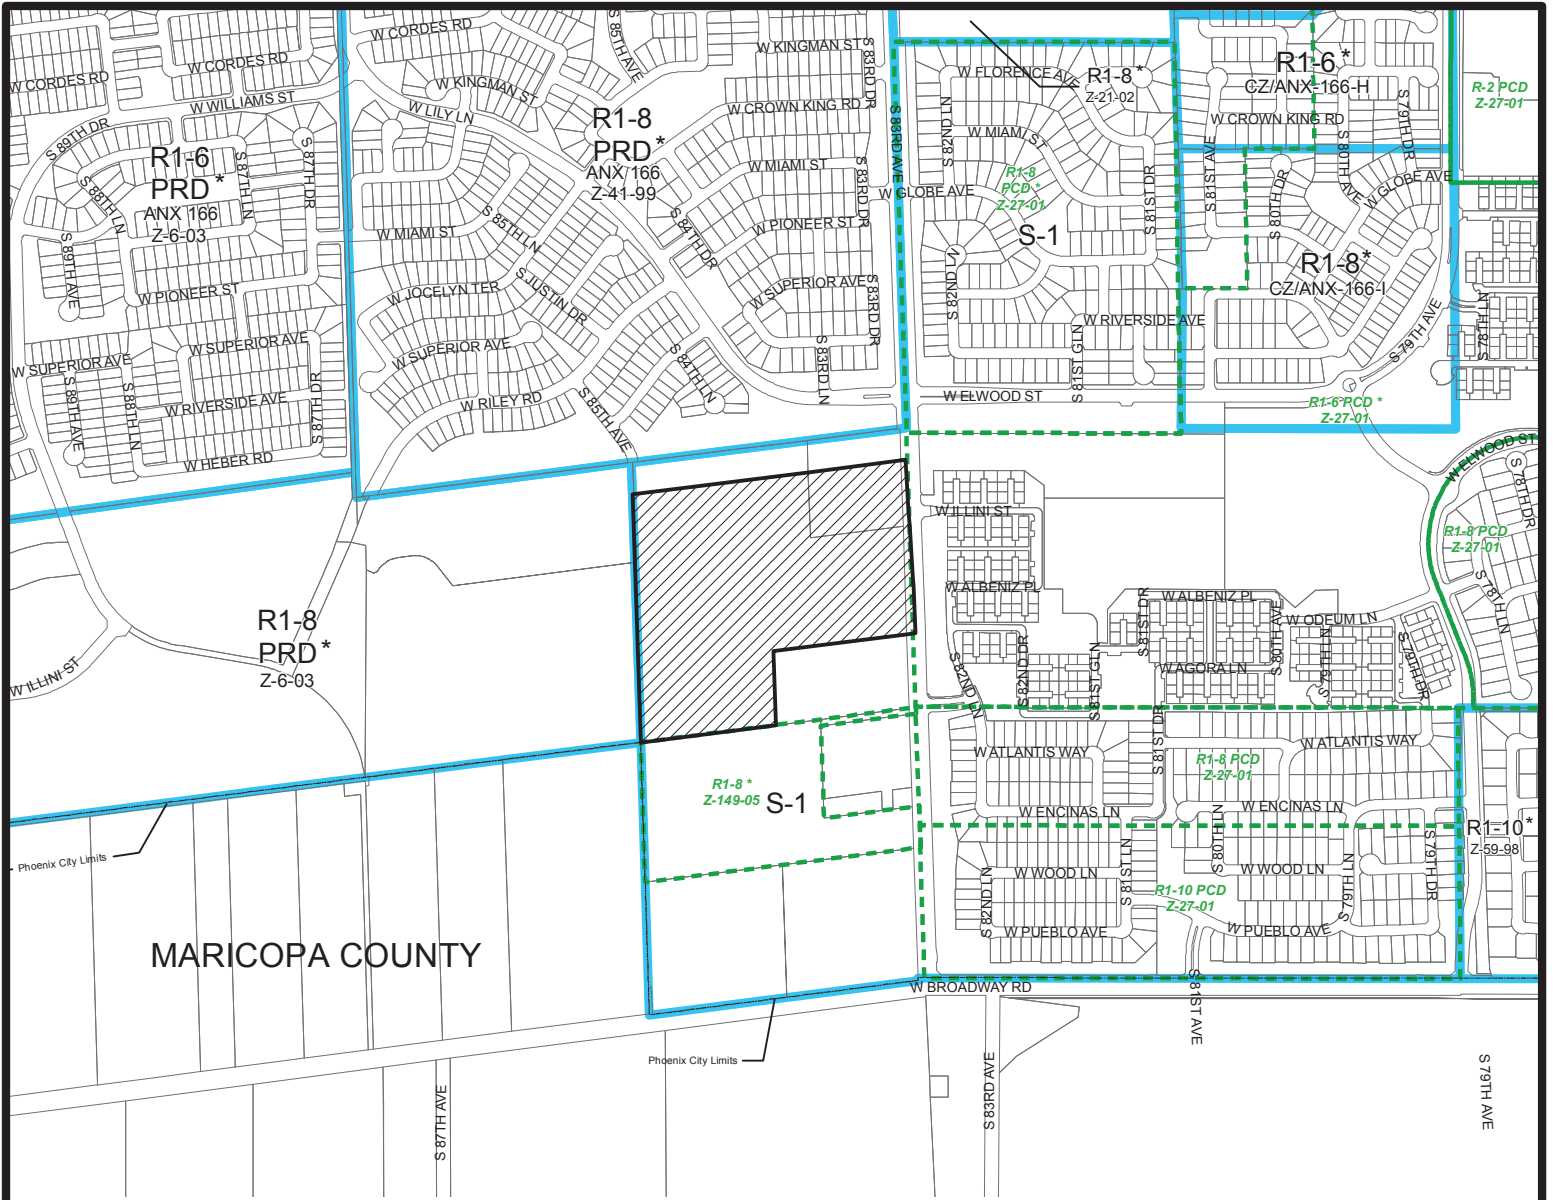 W CORDES RD
W CORDES RD
W WILLIAMS ST
S 89TH DR
R1-6
PRD *
ANX 166
Z-6-03
S 88TH LN
S 87TH LN
S 87TH DR
S 89TH AVE
W PIONEER ST
W SUPERIOR AVE
W SUPERIOR AVE
S 89TH AVE
S 88TH LN
W RIVERSIDE AVE
S 87TH DR
W HEBER RD
W CORDES RD
S 85TH AVE
W KINGMAN ST
W LILY LN
R1-8
PRD *
ANX 166
Z-41-99
W KINGMAN ST
S 83RD DR
W CROWN KING RD
W MIAMI ST
S 83RD DR
W MIAMI ST
S 85TH LN
S 84TH DR
W PIONEER ST
W JOCELYN TER
S JUSTIN DR
W SUPERIOR AVE
S 83RD DR
W SUPERIOR AVE
S 84TH LN
S 83RD LN
W RILEY RD
S 85TH AVE
S 83RD AVE
W FLORENCE AVE
R1-8 *
Z-21-02
S 82ND LN
W MIAMI ST
R1-8
PCD *
Z-27-01
W GLOBE AVE
S-1
S 81ST DR
S 82ND LN
W RIVERSIDE AVE
S 81ST GLN
W ELWOOD ST
R1-6 *
CZ/ANX-166-H
W CROWN KING RD
S 81ST AVE
S 80TH AVE
S 79TH DR
S 80TH DR
W GLOBE AVE
R1-8 *
CZ/ANX-166-I
S 79TH AVE
R1-6 PCD *
Z-27-01
R-2 PCD
Z-27-01
S 78TH LN
W ELWOOD ST
S 78TH DR
R1-8 PCD
Z-27-01
S 78TH LN
W ILLINI ST
W ALBENIZ PL
W ALBENIZ PL
S 81ST DR
S 80TH AVE
W ODEUM LN
S 79TH LN
S 79TH DR
W AGORA LN
S 82ND LN
S 82ND DR
S 81ST GLN
R1-8
PRD *
Z-6-03
W ILLINI ST
S 81ST DR
W ATLANTIS WAY
R1-8 PCD
Z-27-01
W ATLANTIS WAY
R1-8 *
Z-149-05
S-1
W ENCINAS LN
W ENCINAS LN
S 80TH LN
R1-10 *
Z-59-98
S 79TH DR
Phoenix City Limits
W WOOD LN
S 81ST LN
W WOOD LN
S 79TH LN
R1-10 PCD
Z-27-01
S 82ND LN
W PUEBLO AVE
W PUEBLO AVE
MARICOPA COUNTY
W BROADWAY RD
S 81ST AVE
Phoenix City Limits
S 87TH AVE
S 83RD AVE
S 79TH AVE